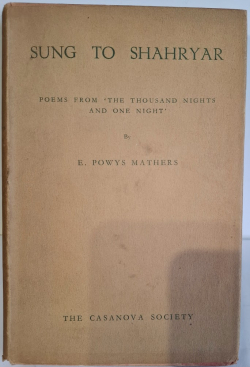 SUNG TO SHAHRYAR
POEMS FROM 'THE THOUSAND NIGHTS
AND ONE NIGHT'
By
E. POWYS MATHERS
THE CASANOVA SOCIETY